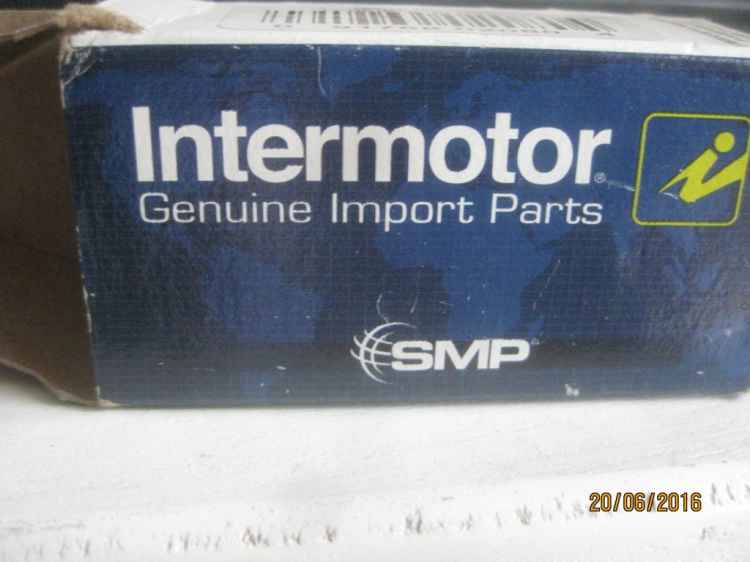 Intermotor®
Genuine Import Parts
SMP
20/06/2016